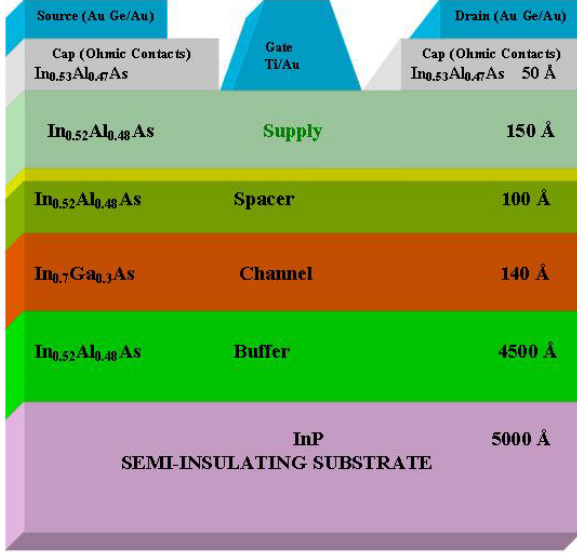 Source (Au Ge/Au) Drain (Au Ge/Au)
Cap (Ohmic Contacts) Gate Cap (Ohmic Contacts)
In₀.₅₃Al₀.₄₇As Ti/Au In₀.₅₃Al₀.₄₇As 50 Å
In₀.₅₂Al₀.₄₈As Supply 150 Å
In₀.₅₂Al₀.₄₈As Spacer 100 Å
In₀.₇Ga₀.₃As Channel 140 Å
In₀.₅₂Al₀.₄₈As Buffer 4500 Å
InP 5000 Å
SEMI-INSULATING SUBSTRATE